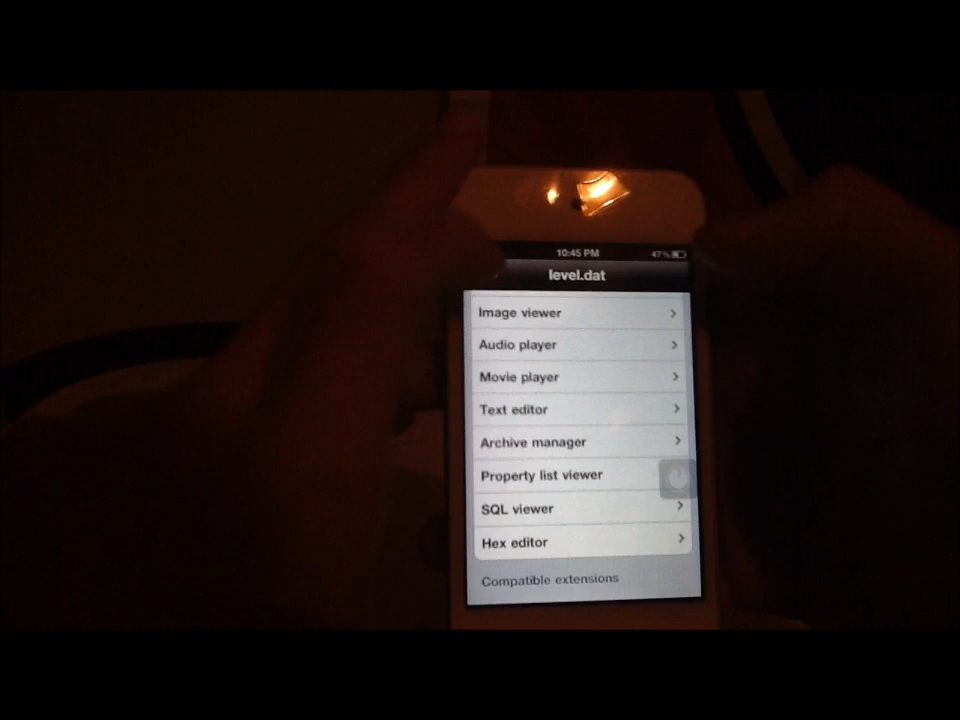 10:45 PM 47%
level.dat
Image viewer
Audio player
Movie player
Text editor
Archive manager
Property list viewer
SQL viewer
Hex editor
Compatible extensions